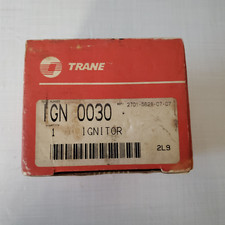 TRANE
IGN 0030
1 IGNITOR
2L9